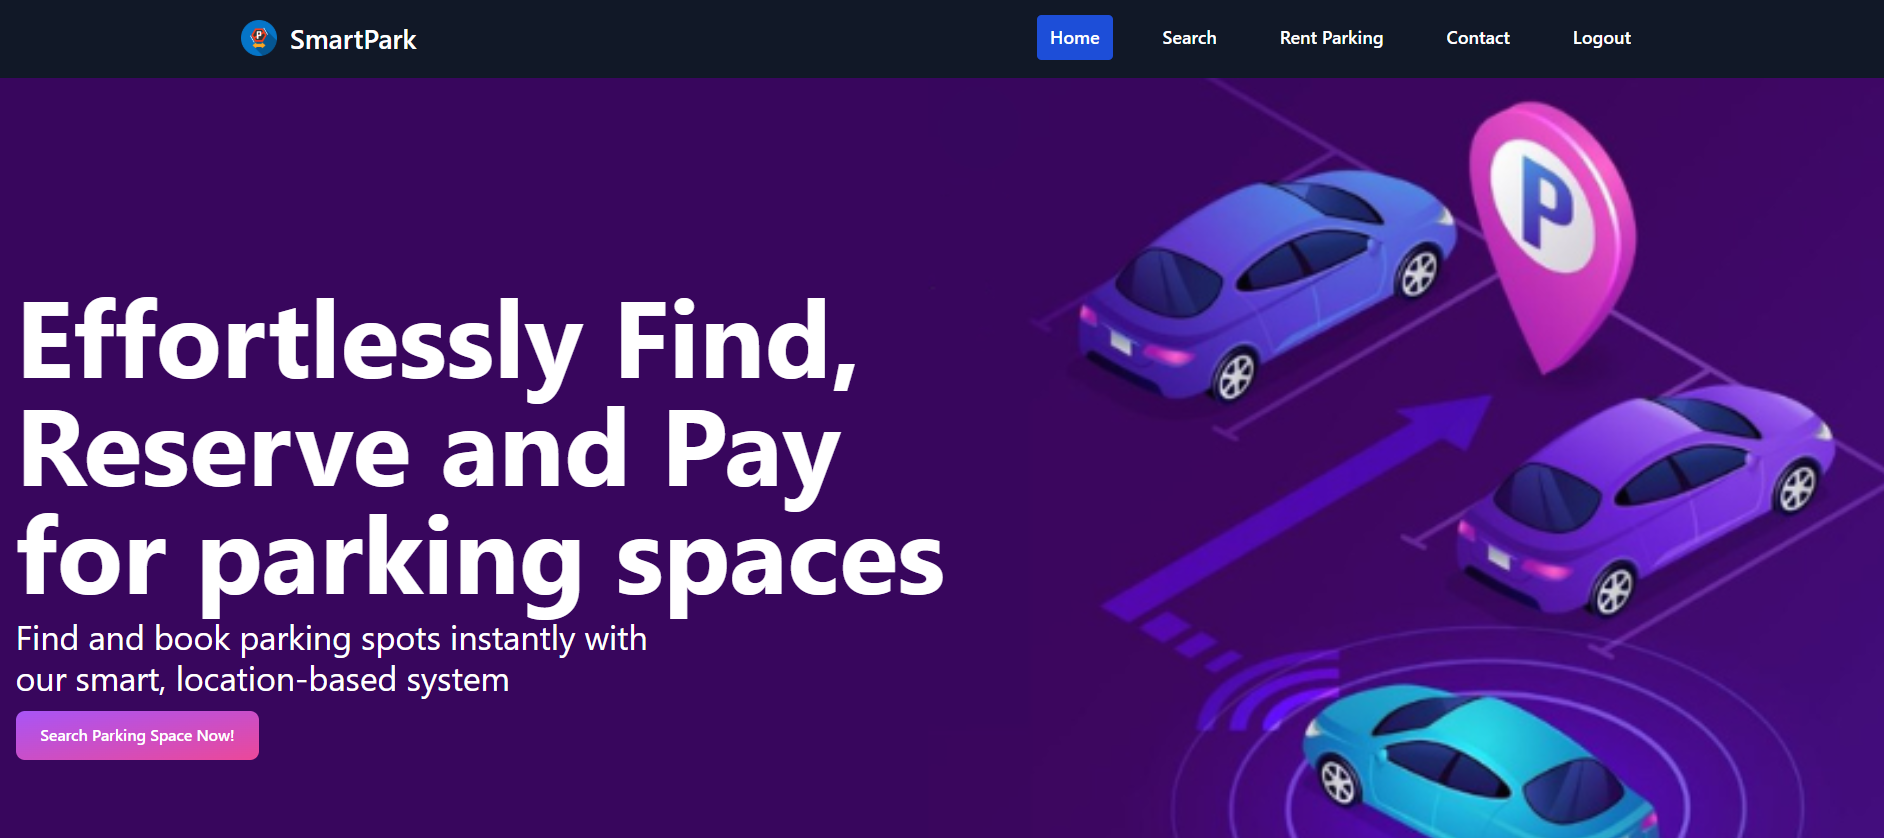 SmartPark
Home
Search
Rent Parking
Contact
Logout
P
Effortlessly Find,
Reserve and Pay
for parking spaces
Find and book parking spots instantly with
our smart, location-based system
Search Parking Space Now!